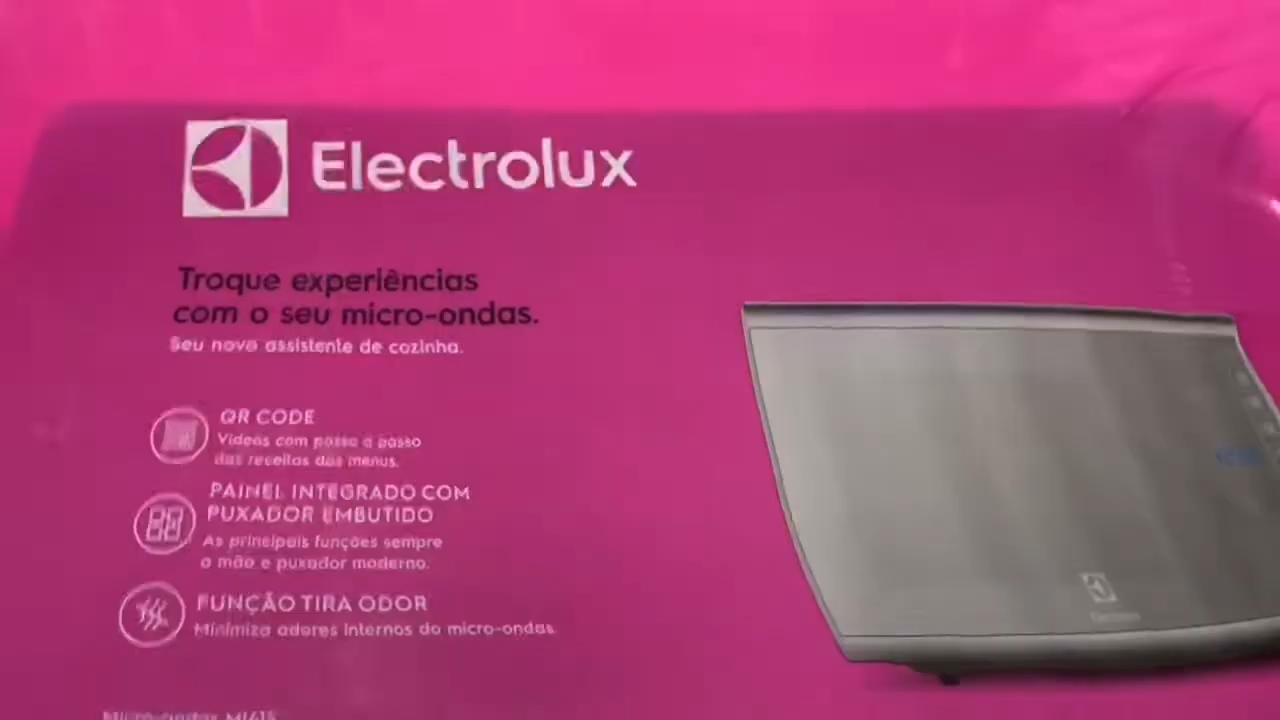 Electrolux
Troque experiências
com o seu micro-ondas.
Seu novo assistente de cozinha.
QR CODE
Vídeos com passo a passo
das receitas dos menus.
PAINEL INTEGRADO COM
PUXADOR EMBUTIDO
As principais funções sempre
a mão e puxador moderno.
FUNÇÃO TIRA ODOR
Minimiza odores internos do micro-ondas.
Electrolux